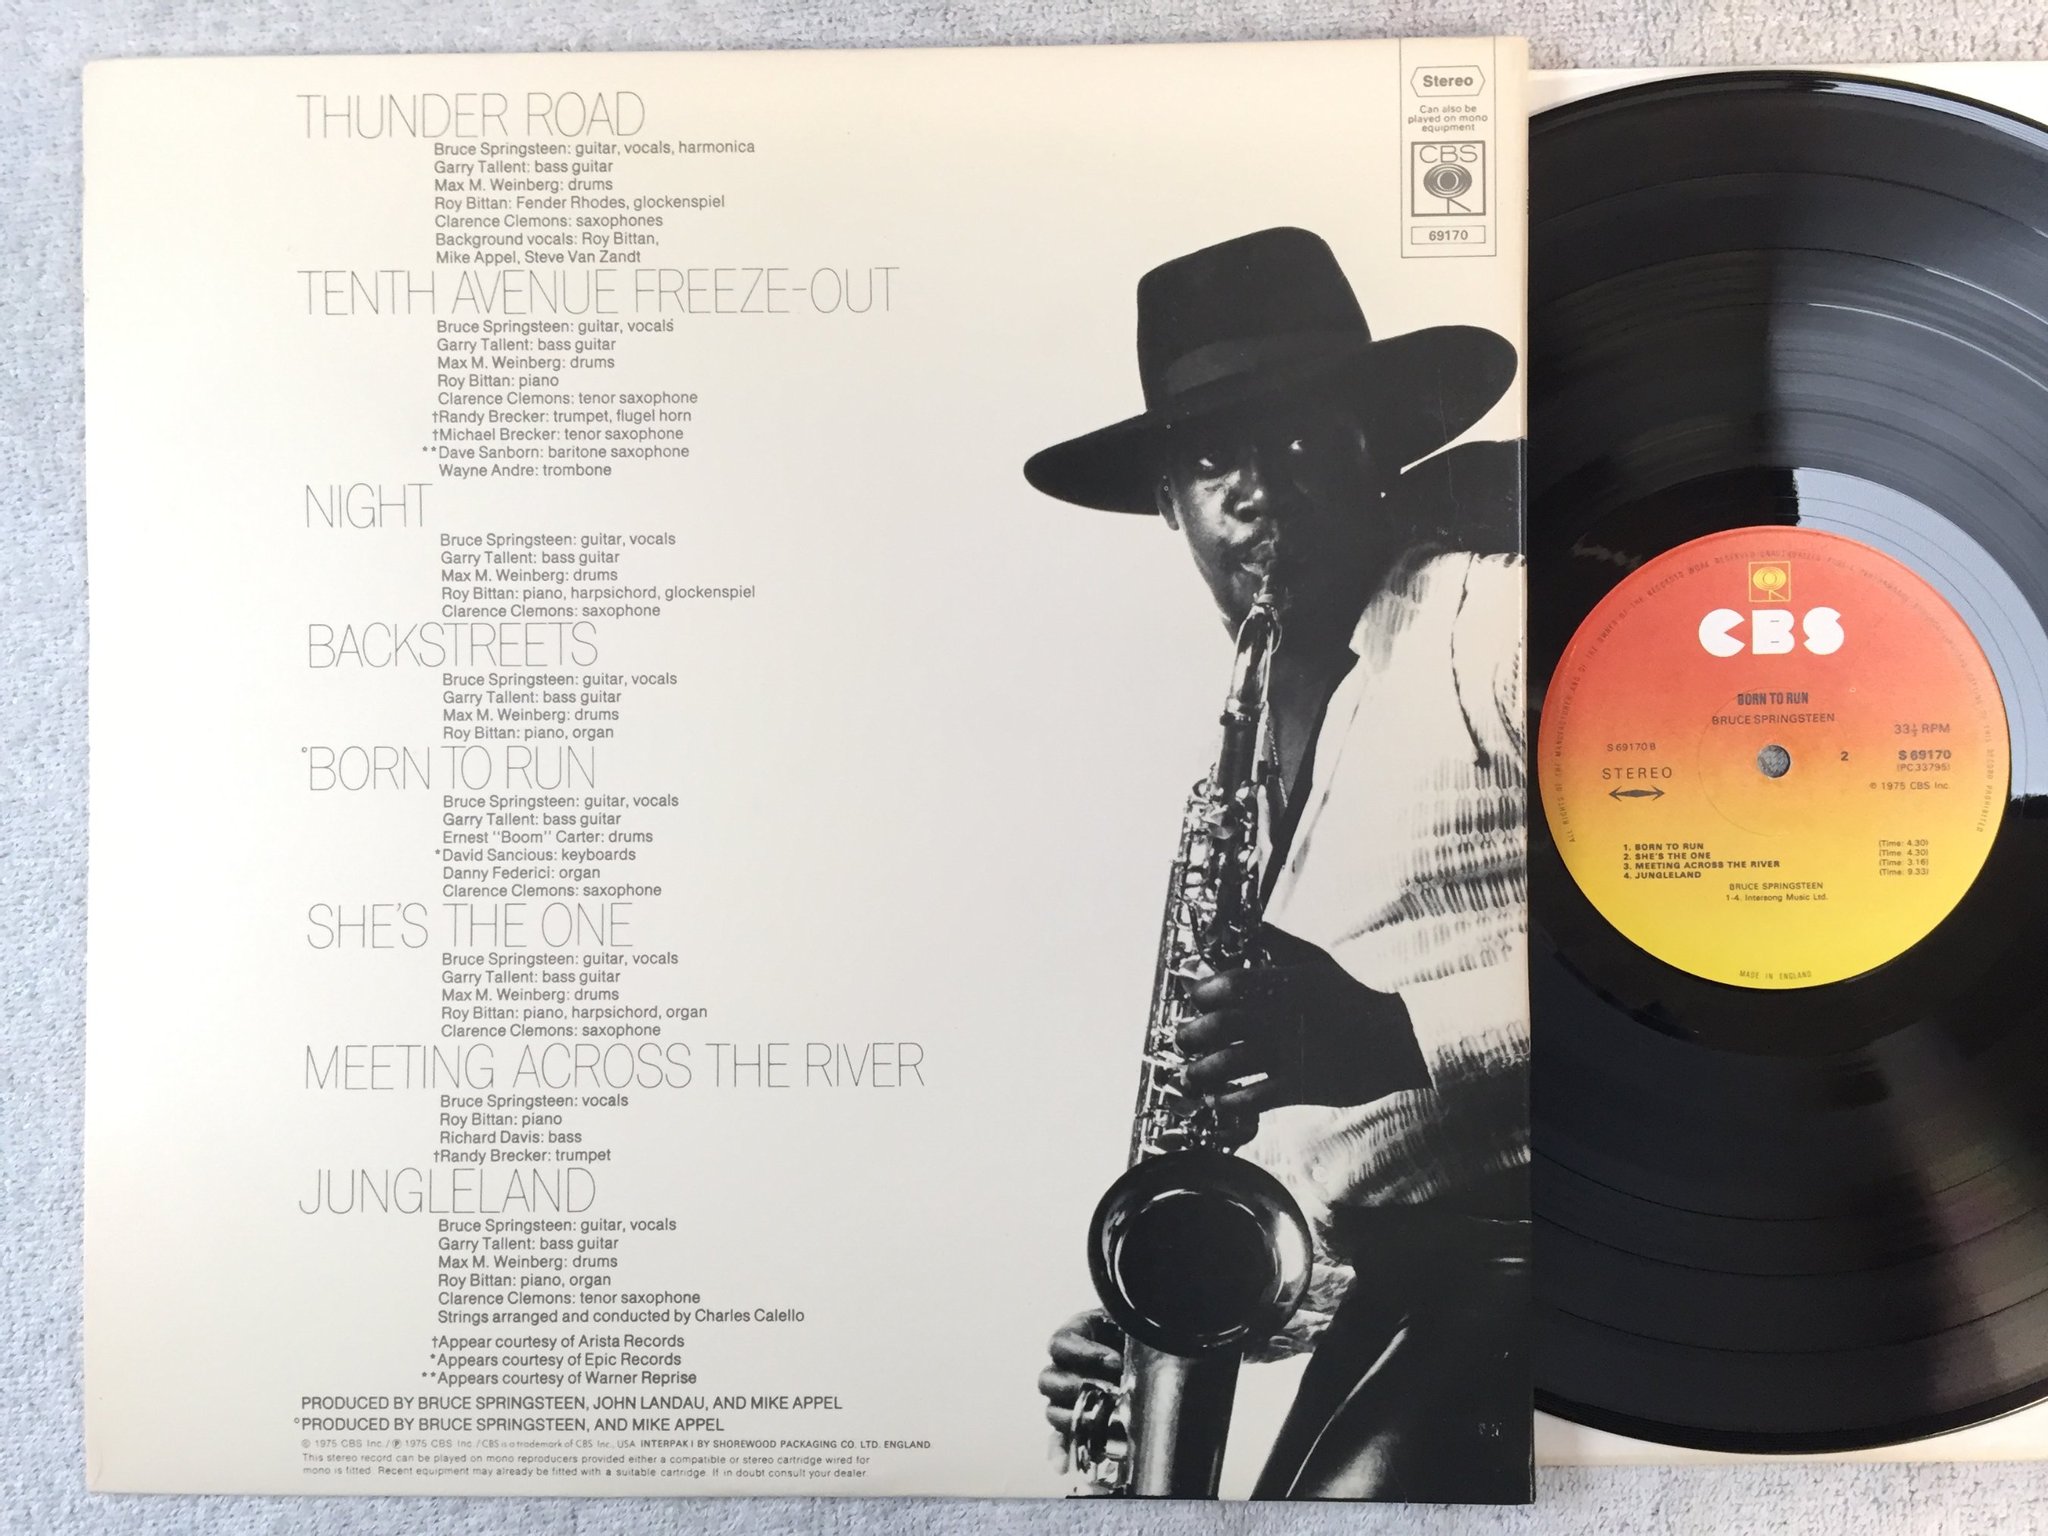 THUNDER ROAD
Bruce Springsteen: guitar, vocals, harmonica
Garry Tallent: bass guitar
Max M. Weinberg: drums
Roy Bittan: Fender Rhodes, glockenspiel
Clarence Clemons: saxophones
Background vocals: Roy Bittan,
Mike Appel, Steve Van Zandt
TENTH AVENUE FREEZE-OUT
Bruce Springsteen: guitar, vocals
Garry Tallent: bass guitar
Max M. Weinberg: drums
Roy Bittan: piano
Clarence Clemons: tenor saxophone
†Randy Brecker: trumpet, flugel horn
†Michael Brecker: tenor saxophone
**Dave Sanborn: baritone saxophone
Wayne Andre: trombone
NIGHT
Bruce Springsteen: guitar, vocals
Garry Tallent: bass guitar
Max M. Weinberg: drums
Roy Bittan: piano, harpsichord, glockenspiel
Clarence Clemons: saxophone
BACKSTREETS
Bruce Springsteen: guitar, vocals
Garry Tallent: bass guitar
Max M. Weinberg: drums
Roy Bittan: piano, organ
°BORN TO RUN
Bruce Springsteen: guitar, vocals
Garry Tallent: bass guitar
Ernest "Boom" Carter: drums
*David Sancious: keyboards
Danny Federici: organ
Clarence Clemons: saxophone
SHE'S THE ONE
Bruce Springsteen: guitar, vocals
Garry Tallent: bass guitar
Max M. Weinberg: drums
Roy Bittan: piano, harpsichord, organ
Clarence Clemons: saxophone
MEETING ACROSS THE RIVER
Bruce Springsteen: vocals
Roy Bittan: piano
Richard Davis: bass
†Randy Brecker: trumpet
JUNGLELAND
Bruce Springsteen: guitar, vocals
Garry Tallent: bass guitar
Max M. Weinberg: drums
Roy Bittan: piano, organ
Clarence Clemons: tenor saxophone
Strings arranged and conducted by Charles Calello
†Appear courtesy of Arista Records
*Appears courtesy of Epic Records
**Appears courtesy of Warner Reprise
PRODUCED BY BRUCE SPRINGSTEEN, JOHN LANDAU, AND MIKE APPEL
°PRODUCED BY BRUCE SPRINGSTEEN, AND MIKE APPEL
© 1975 CBS Inc./℗ 1975 CBS Inc./CBS is a trademark of CBS Inc., USA INTERPAK I BY SHOREWOOD PACKAGING CO. LTD. ENGLAND
This stereo record can be played on mono reproducers provided either a compatible or stereo cartridge wired for
mono is fitted. Recent equipment may already be fitted with a suitable cartridge. If in doubt consult your dealer
Stereo
Can also be
played on mono
equipment
CBS
69170
CBS
BORN TO RUN
BRUCE SPRINGSTEEN
33⅓ RPM
S 69170 B
2
S 69170
STEREO
(PC 33795)
℗ 1975 CBS Inc.
1. BORN TO RUN (Time: 4.30)
2. SHE'S THE ONE (Time: 4.30)
3. MEETING ACROSS THE RIVER (Time: 3.16)
4. JUNGLELAND (Time: 9.33)
BRUCE SPRINGSTEEN
1-4. Intersong Music Ltd.
MADE IN ENGLAND